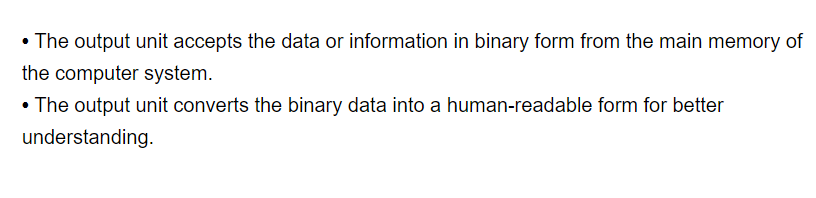 • The output unit accepts the data or information in binary form from the main memory of
the computer system.
• The output unit converts the binary data into a human-readable form for better
understanding.